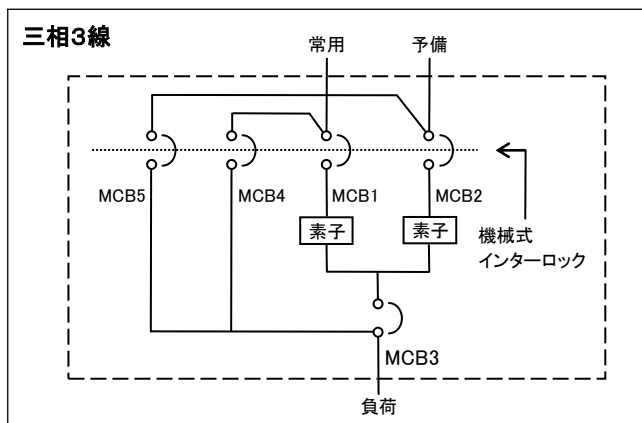 三相3線
常用
予備
MCB5
MCB4
MCB1
MCB2
素子
素子
機械式
インターロック
MCB3
負荷